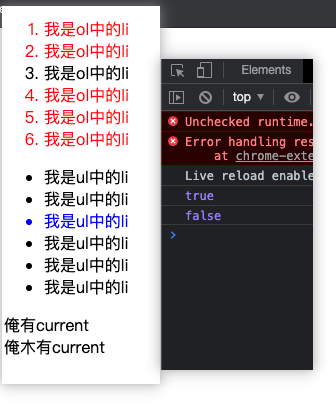 1. 我是ol中的li
2. 我是ol中的li
3. 我是ol中的li
4. 我是ol中的li
5. 我是ol中的li
6. 我是ol中的li
• 我是ul中的li
• 我是ul中的li
• 我是ul中的li
• 我是ul中的li
• 我是ul中的li
• 我是ul中的li
俺有current
俺木有current
Elements
top
Unchecked runtime.
Error handling res
at chrome-exte
Live reload enable
true
false